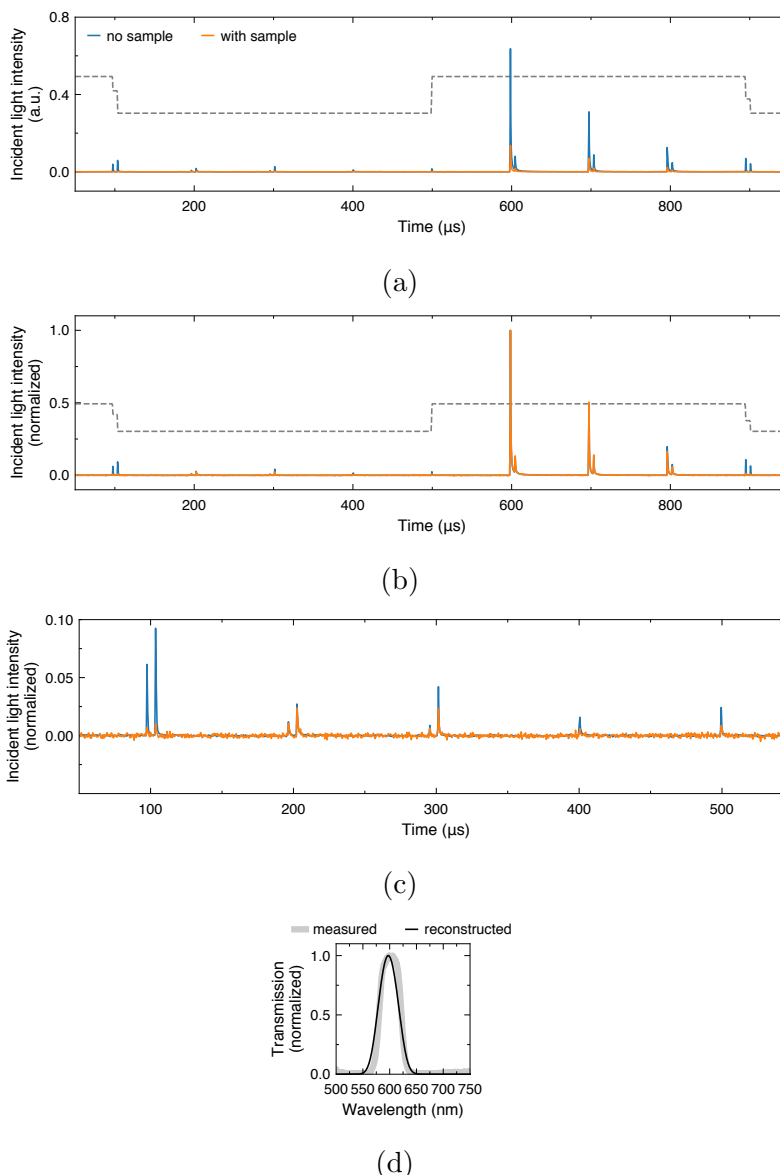 0.8
no sample with sample
Incident light intensity
(a.u.)
0.4
0.0
200 400 600 800
Time (µs)
(a)
Incident light intensity
(normalized)
1.0
0.5
0.0
200 400 600 800
Time (µs)
(b)
Incident light intensity
(normalized)
0.10
0.05
0.00
100 200 300 400 500
Time (µs)
(c)
measured reconstructed
Transmission
(normalized)
1.0
0.5
0.0
500 550 600 650 700 750
Wavelength (nm)
(d)